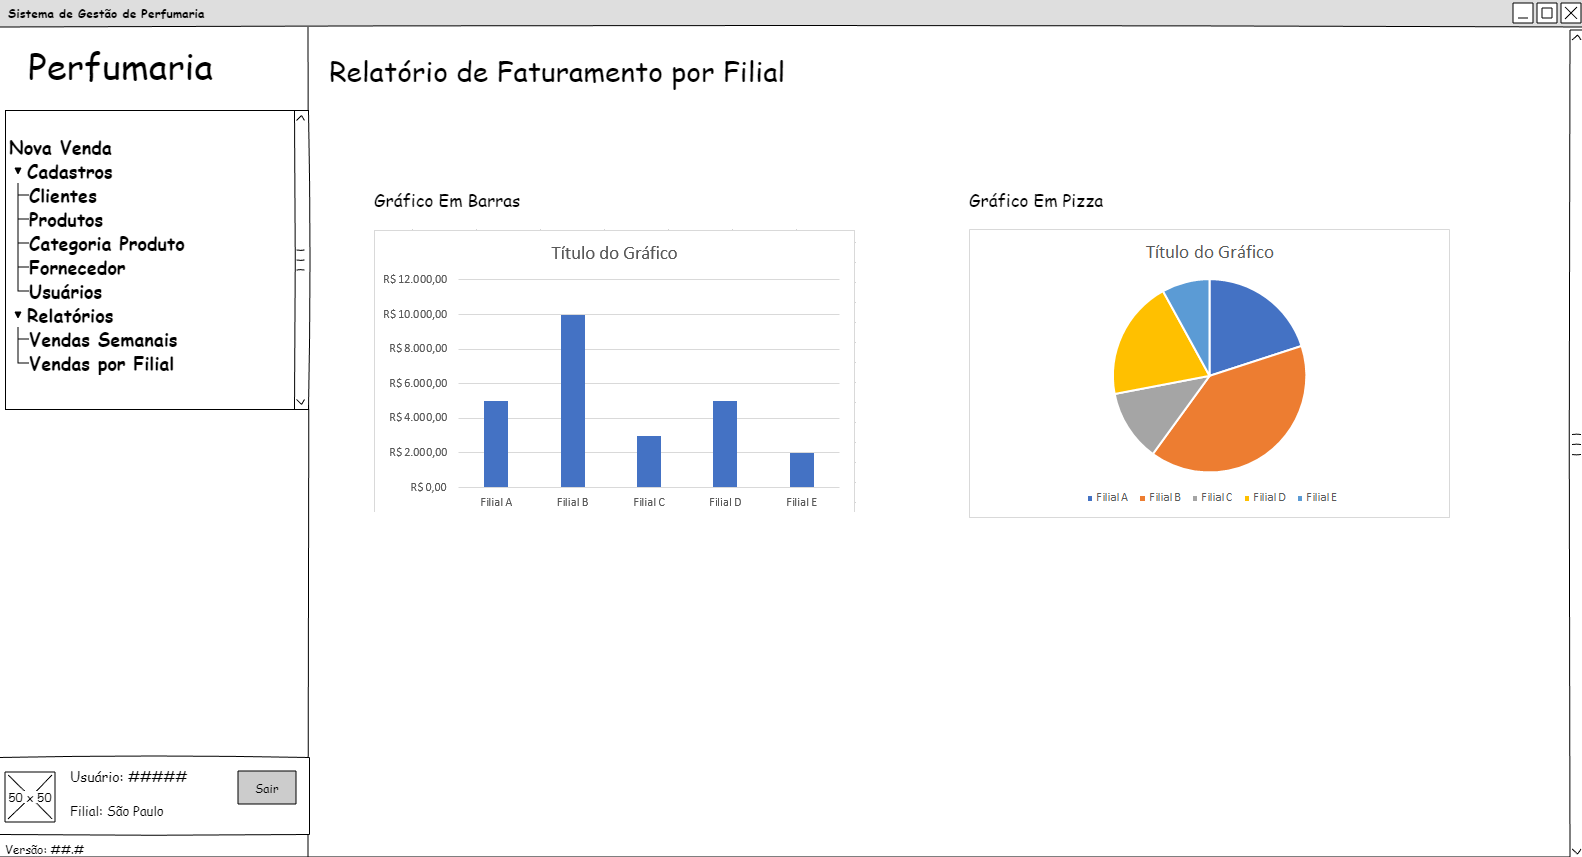 Sistema de Gestão de Perfumaria
Perfumaria
Nova Venda
Cadastros
Clientes
Produtos
Categoria Produto
Fornecedor
Usuários
Relatórios
Vendas Semanais
Vendas por Filial
Usuário: #####
Sair
50 x 50
Filial: São Paulo
Versão: ##.#
Relatório de Faturamento por Filial
Gráfico Em Barras
Título do Gráfico
R$ 12.000,00
R$ 10.000,00
R$ 8.000,00
R$ 6.000,00
R$ 4.000,00
R$ 2.000,00
R$ 0,00
Filial A Filial B Filial C Filial D Filial E
Gráfico Em Pizza
Título do Gráfico
Filial A Filial B Filial C Filial D Filial E